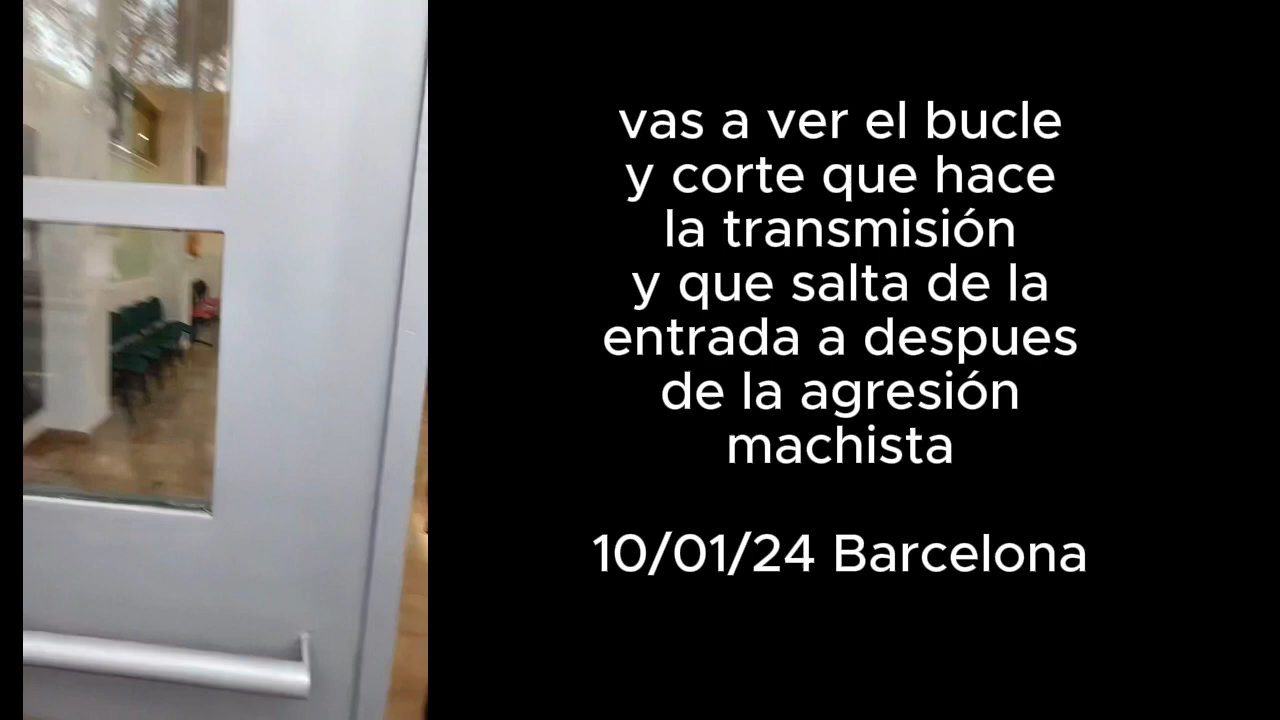 vas a ver el bucle
y corte que hace
la transmisión
y que salta de la
entrada a despues
de la agresión
machista
10/01/24 Barcelona